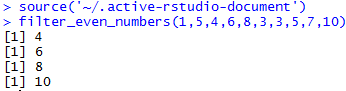 > source('~/.active-rstudio-document')
> filter_even_numbers(1,5,4,6,8,3,3,5,7,10)
[1] 4
[1] 6
[1] 8
[1] 10